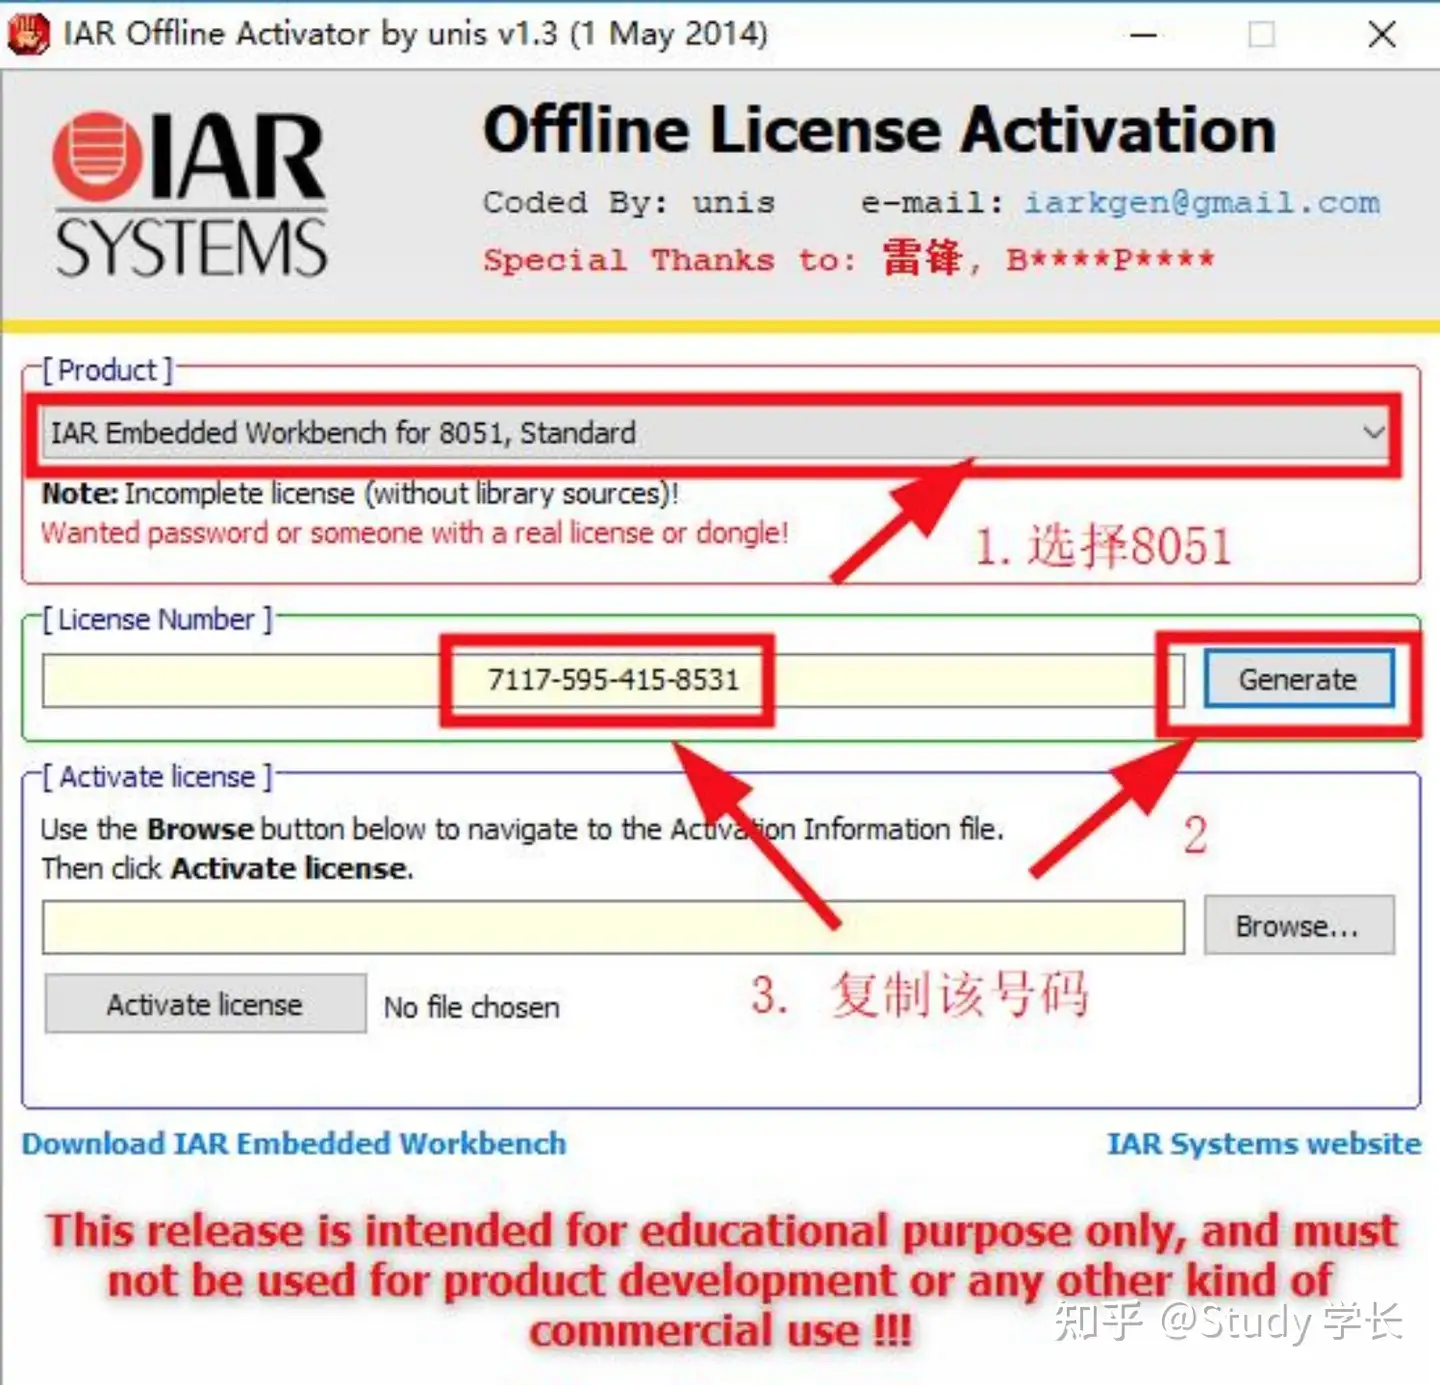 IAR Offline Activator by unis v1.3 (1 May 2014)
IAR
SYSTEMS
Offline License Activation
Coded By: unis e-mail: iarkgen@gmail.com
Special Thanks to: 雷锋, B****P****
[ Product ]
IAR Embedded Workbench for 8051, Standard
Note: Incomplete license (without library sources)!
Wanted password or someone with a real license or dongle!
1. 选择8051
[ License Number ]
7117-595-415-8531
Generate
[ Activate license ]
Use the Browse button below to navigate to the Activation Information file.
Then click Activate license.
2
Browse...
Activate license No file chosen
3. 复制该号码
Download IAR Embedded Workbench
IAR Systems website
This release is intended for educational purpose only, and must
not be used for product development or any other kind of
commercial use !!!
知乎 @Study 学长